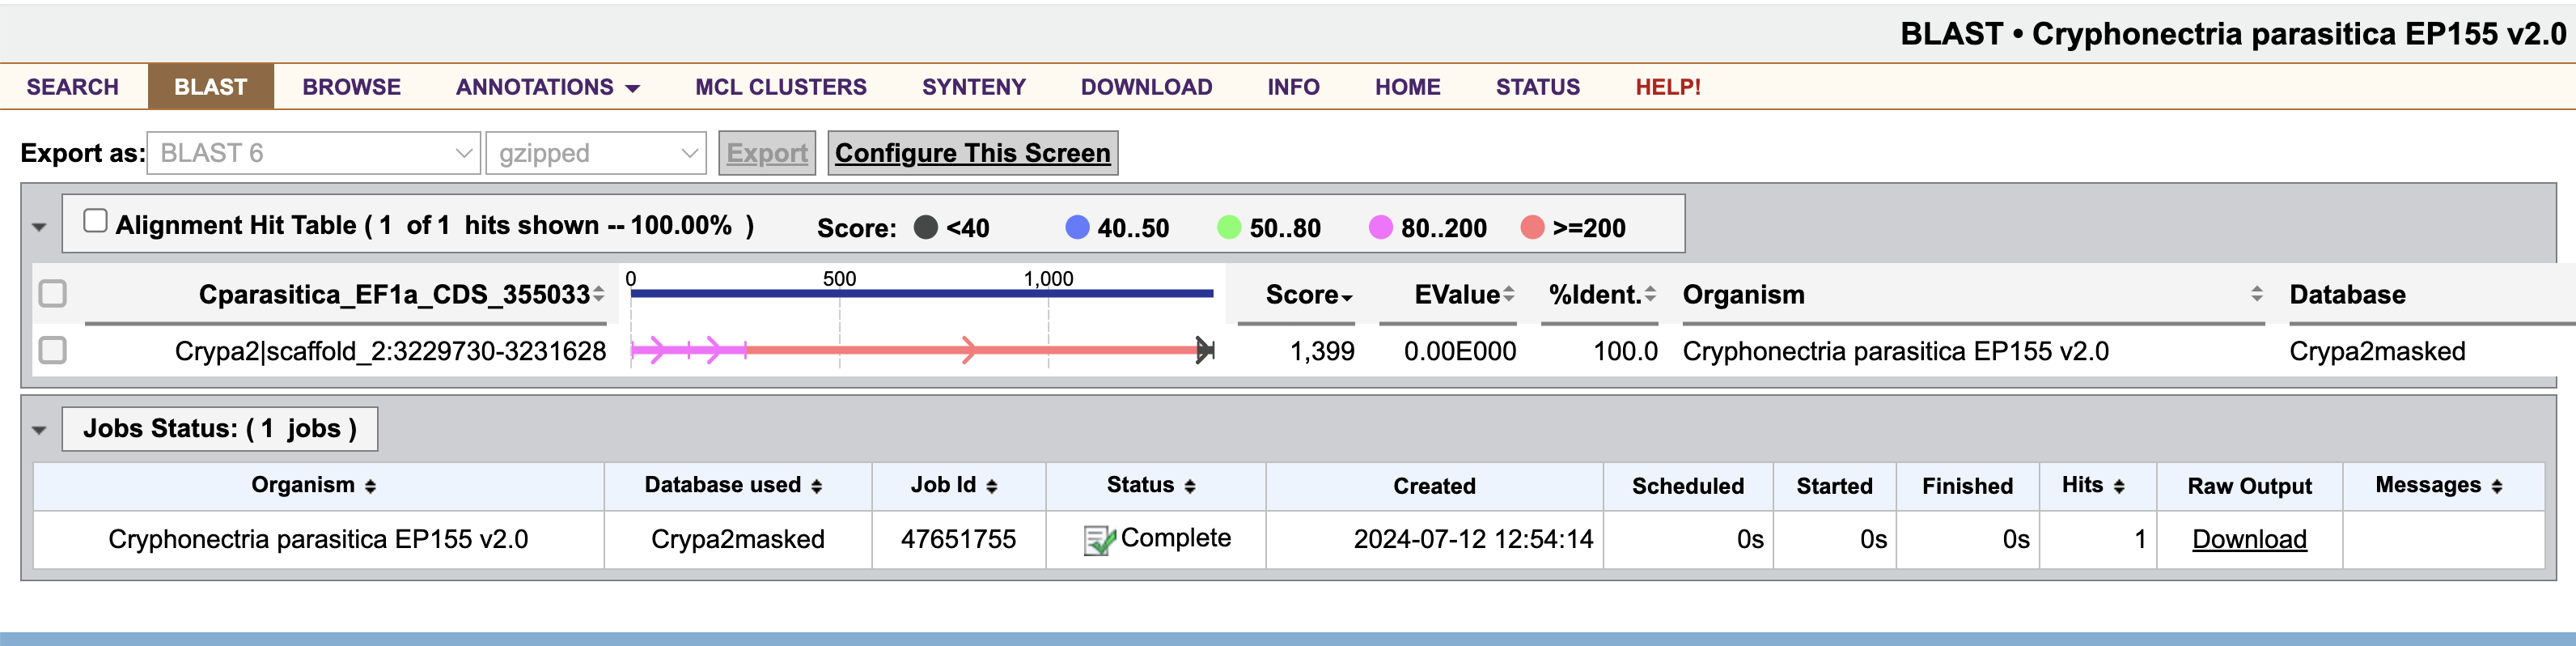 BLAST • Cryphonectria parasitica EP155 v2.0
SEARCH BLAST BROWSE ANNOTATIONS MCL CLUSTERS SYNTENY DOWNLOAD INFO HOME STATUS HELP!
Export as: BLAST 6 gzipped Export Configure This Screen
Alignment Hit Table ( 1 of 1 hits shown -- 100.00% ) Score: <40 40..50 50..80 80..200 >=200
0 500 1,000
Cparasitica_EF1a_CDS_355033 Score EValue %Ident. Organism Database
Crypa2|scaffold_2:3229730-3231628 1,399 0.00E000 100.0 Cryphonectria parasitica EP155 v2.0 Crypa2masked
Jobs Status: ( 1 jobs )
Organism Database used Job Id Status Created Scheduled Started Finished Hits Raw Output Messages
Cryphonectria parasitica EP155 v2.0 Crypa2masked 47651755 Complete 2024-07-12 12:54:14 0s 0s 0s 1 Download